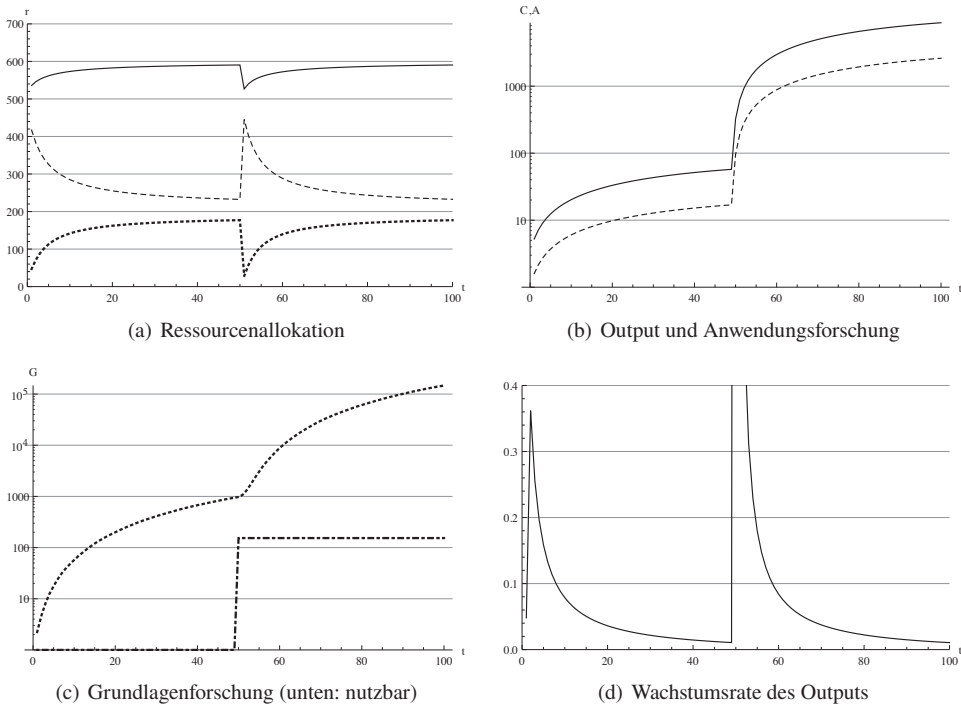 r
700
600
500
400
300
200
100
0
0 20 40 60 80 100 t
(a) Ressourcenallokation
C,A
1000
100
10
0 20 40 60 80 100 t
(b) Output und Anwendungsforschung
G
10^5
10^4
1000
100
10
0 20 40 60 80 100 t
(c) Grundlagenforschung (unten: nutzbar)
0.4
0.3
0.2
0.1
0.0
0 20 40 60 80 100 t
(d) Wachstumsrate des Outputs